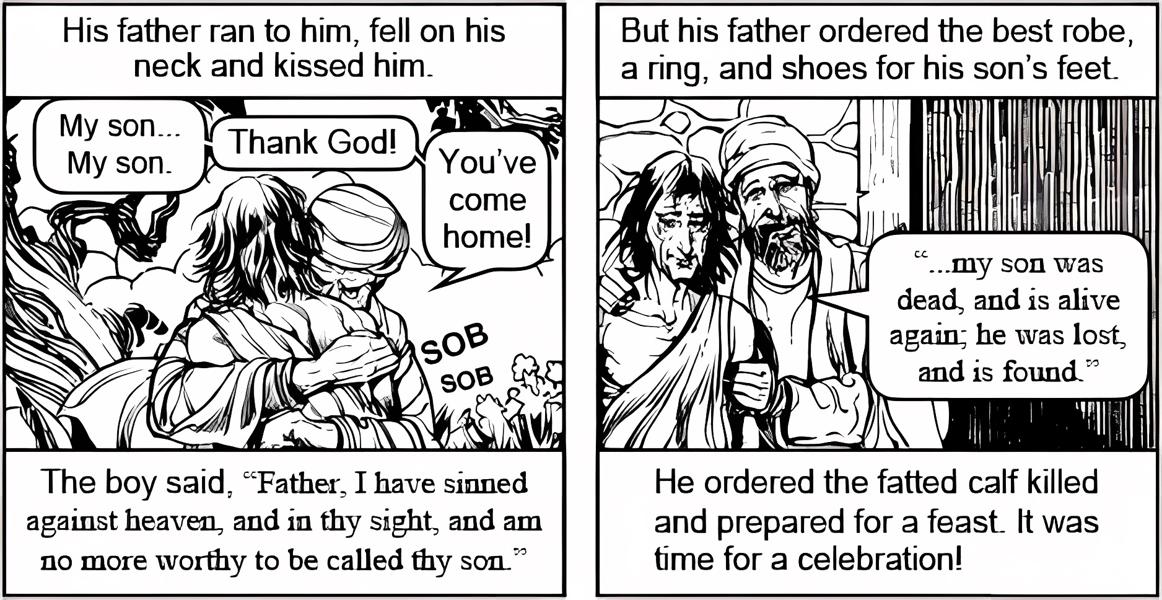 His father ran to him, fell on his
neck and kissed him.
My son...
My son.
Thank God!
You've
come
home!
SOB
SOB
The boy said, “Father, I have sinned
against heaven, and in thy sight, and am
no more worthy to be called thy son.”
But his father ordered the best robe,
a ring, and shoes for his son's feet.
“...my son was
dead, and is alive
again; he was lost,
and is found.”
He ordered the fatted calf killed
and prepared for a feast. It was
time for a celebration!